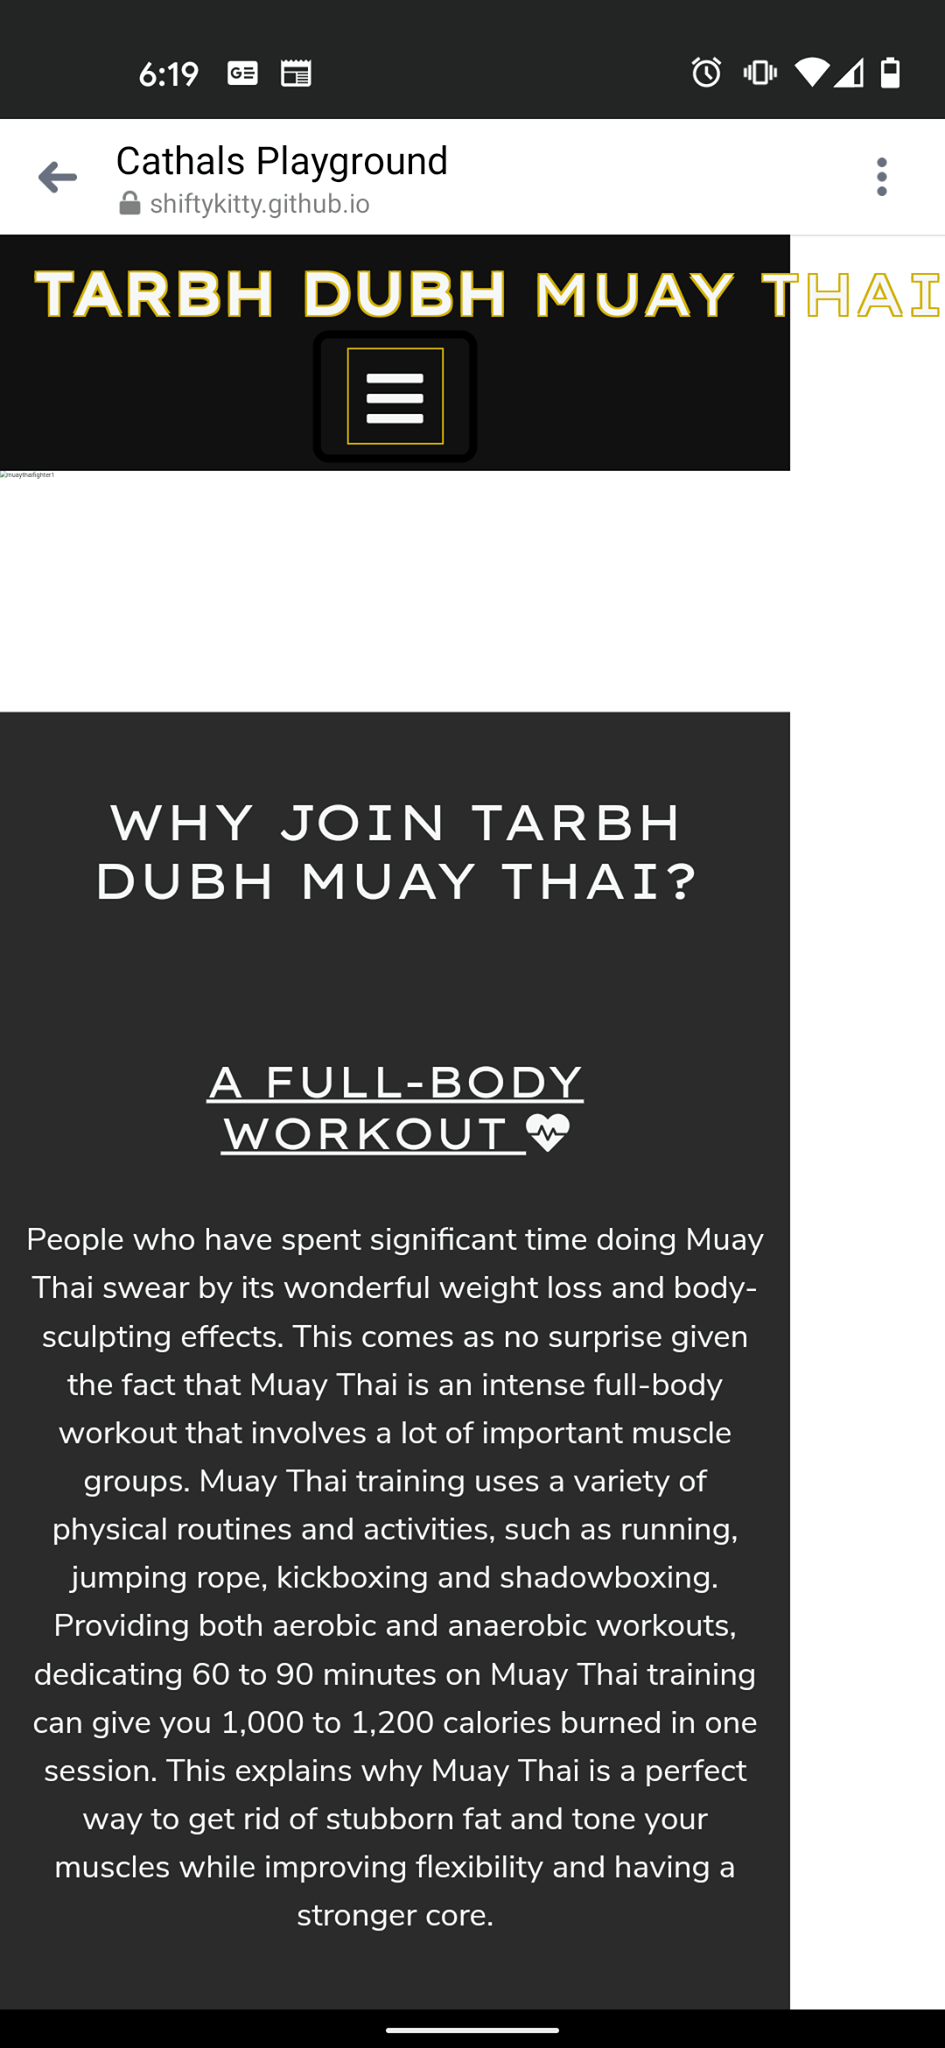 6:19
GE
Cathals Playground
shiftykitty.github.io
TARBH DUBH MUAY THAI
muaythaifighter1
WHY JOIN TARBH
DUBH MUAY THAI?
A FULL-BODY
WORKOUT
People who have spent significant time doing Muay
Thai swear by its wonderful weight loss and body-
sculpting effects. This comes as no surprise given
the fact that Muay Thai is an intense full-body
workout that involves a lot of important muscle
groups. Muay Thai training uses a variety of
physical routines and activities, such as running,
jumping rope, kickboxing and shadowboxing.
Providing both aerobic and anaerobic workouts,
dedicating 60 to 90 minutes on Muay Thai training
can give you 1,000 to 1,200 calories burned in one
session. This explains why Muay Thai is a perfect
way to get rid of stubborn fat and tone your
muscles while improving flexibility and having a
stronger core.